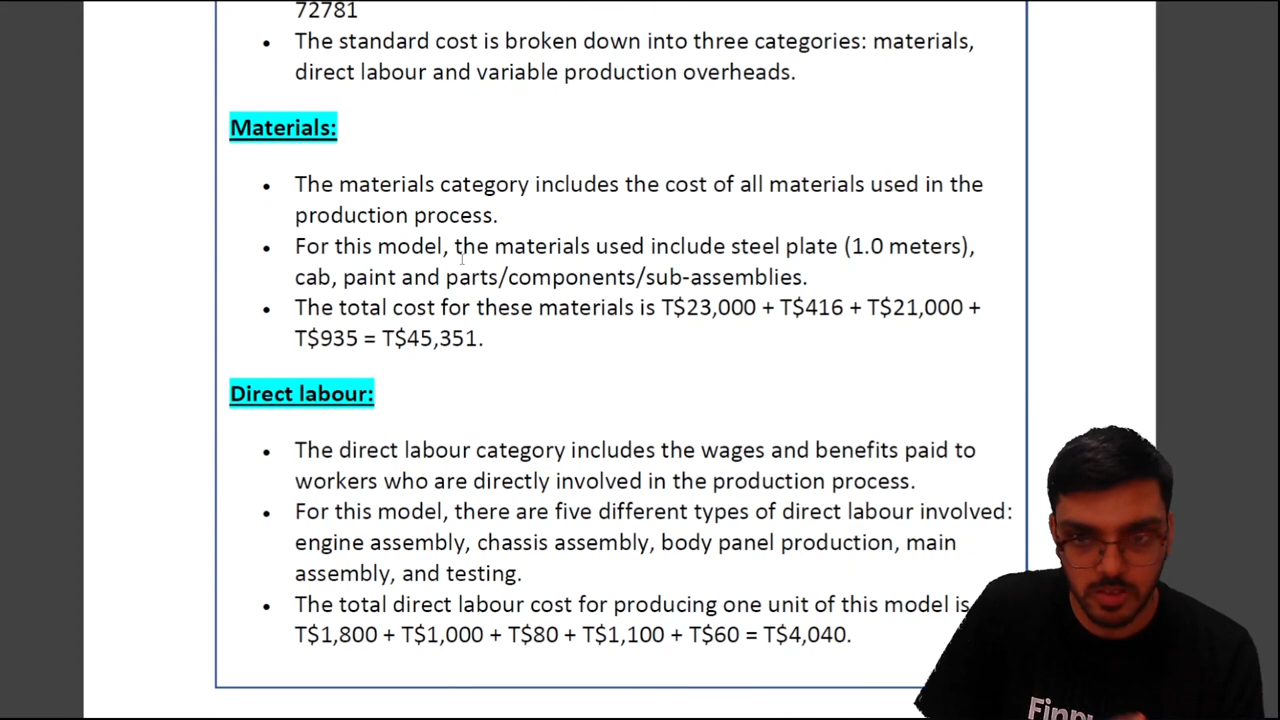 72781
• The standard cost is broken down into three categories: materials,
direct labour and variable production overheads.
Materials:
• The materials category includes the cost of all materials used in the
production process.
• For this model, the materials used include steel plate (1.0 meters),
cab, paint and parts/components/sub-assemblies.
• The total cost for these materials is T$23,000 + T$416 + T$21,000 +
T$935 = T$45,351.
Direct labour:
• The direct labour category includes the wages and benefits paid to
workers who are directly involved in the production process.
• For this model, there are five different types of direct labour involved:
engine assembly, chassis assembly, body panel production, main
assembly, and testing.
• The total direct labour cost for producing one unit of this model is
T$1,800 + T$1,000 + T$80 + T$1,100 + T$60 = T$4,040.